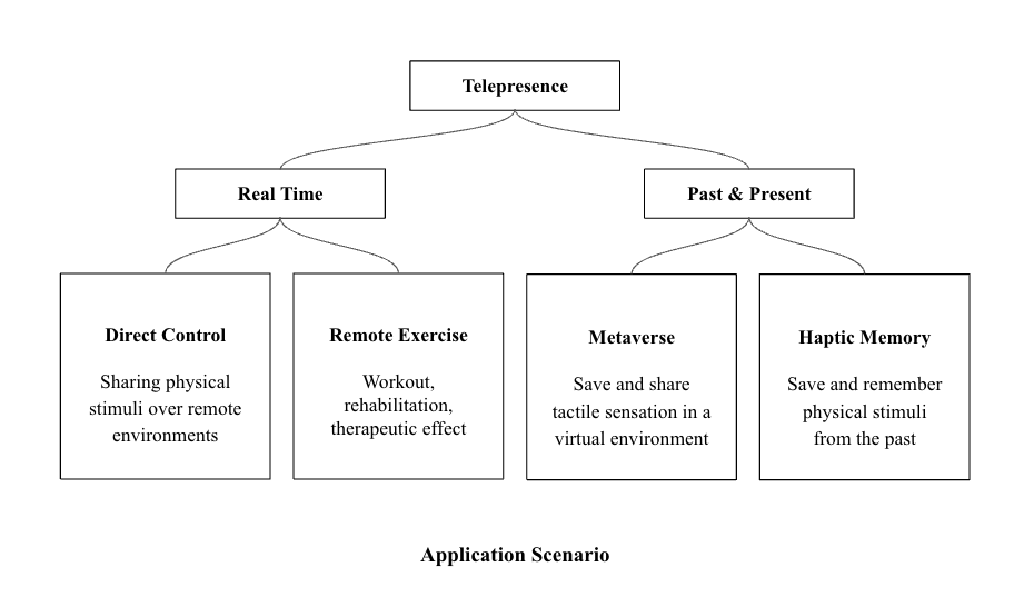 Telepresence
Real Time
Past & Present
Direct Control
Sharing physical
stimuli over remote
environments
Remote Exercise
Workout,
rehabilitation,
therapeutic effect
Metaverse
Save and share
tactile sensation in a
virtual environment
Haptic Memory
Save and remember
physical stimuli
from the past
Application Scenario